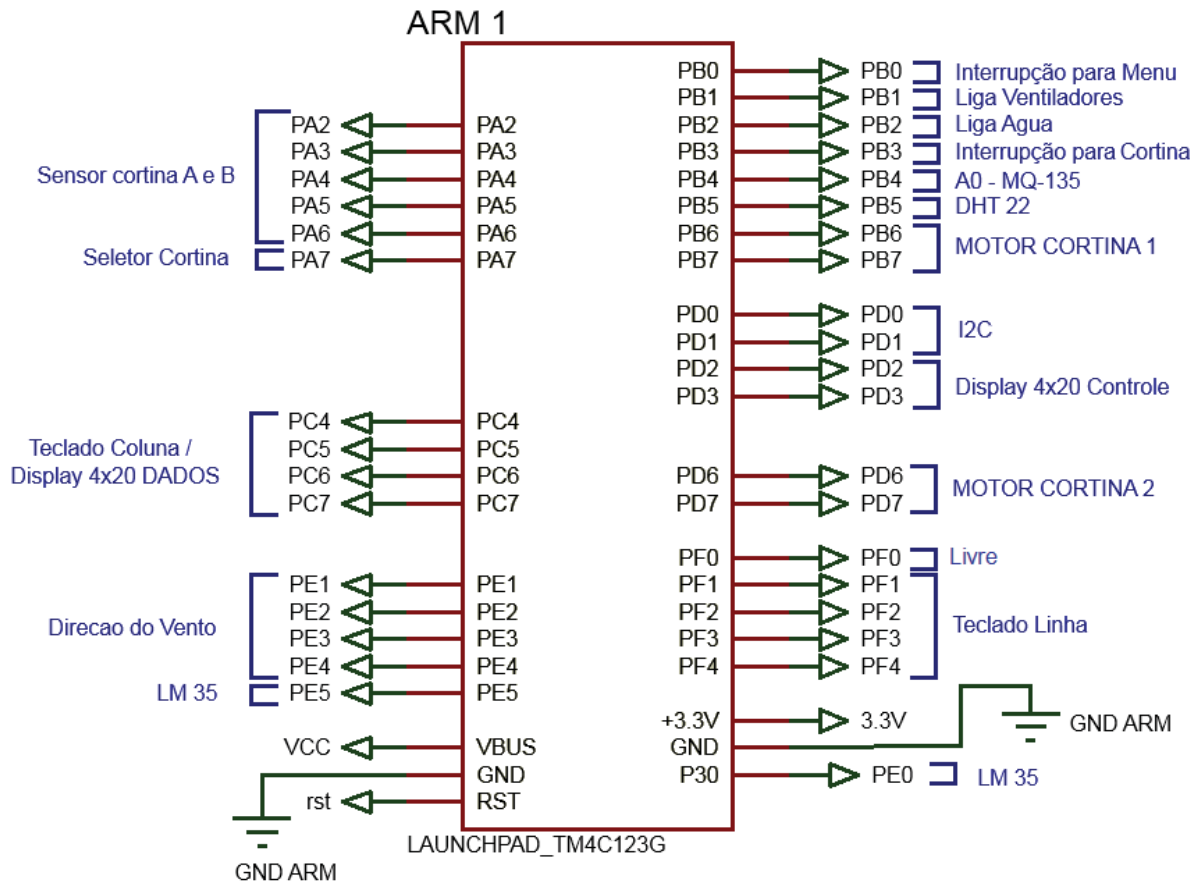 ARM 1
Sensor cortina A e B
Seletor Cortina
Teclado Coluna /
Display 4x20 DADOS
Direcao do Vento
LM 35
PA2
PA3
PA4
PA5
PA6
PA7
PC4
PC5
PC6
PC7
PE1
PE2
PE3
PE4
PE5
VCC
rst
GND ARM
PA2
PA3
PA4
PA5
PA6
PA7
PC4
PC5
PC6
PC7
PE1
PE2
PE3
PE4
PE5
VBUS
GND
RST
PB0
PB1
PB2
PB3
PB4
PB5
PB6
PB7
PD0
PD1
PD2
PD3
PD6
PD7
PF0
PF1
PF2
PF3
PF4
+3.3V
GND
P30
PB0
PB1
PB2
PB3
PB4
PB5
PB6
PB7
PD0
PD1
PD2
PD3
PD6
PD7
PF0
PF1
PF2
PF3
PF4
3.3V
PE0
Interrupção para Menu
Liga Ventiladores
Liga Agua
Interrupção para Cortina
A0 - MQ-135
DHT 22
MOTOR CORTINA 1
I2C
Display 4x20 Controle
MOTOR CORTINA 2
Livre
Teclado Linha
GND ARM
LM 35
LAUNCHPAD_TM4C123G